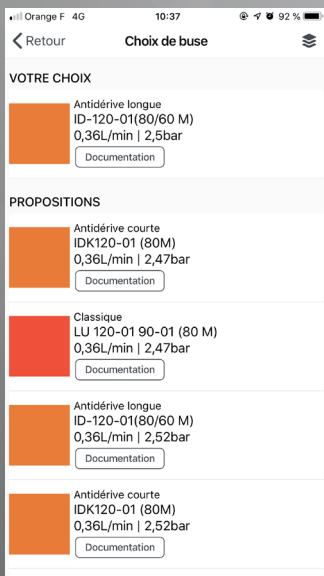 Orange F 4G 10:37 92 %
Retour Choix de buse
VOTRE CHOIX
Antidérive longue
ID-120-01(80/60 M)
0,36L/min | 2,5bar
Documentation
PROPOSITIONS
Antidérive courte
IDK120-01 (80M)
0,36L/min | 2,47bar
Documentation
Classique
LU 120-01 90-01 (80 M)
0,36L/min | 2,47bar
Documentation
Antidérive longue
ID-120-01(80/60 M)
0,36L/min | 2,52bar
Documentation
Antidérive courte
IDK120-01 (80M)
0,36L/min | 2,52bar
Documentation